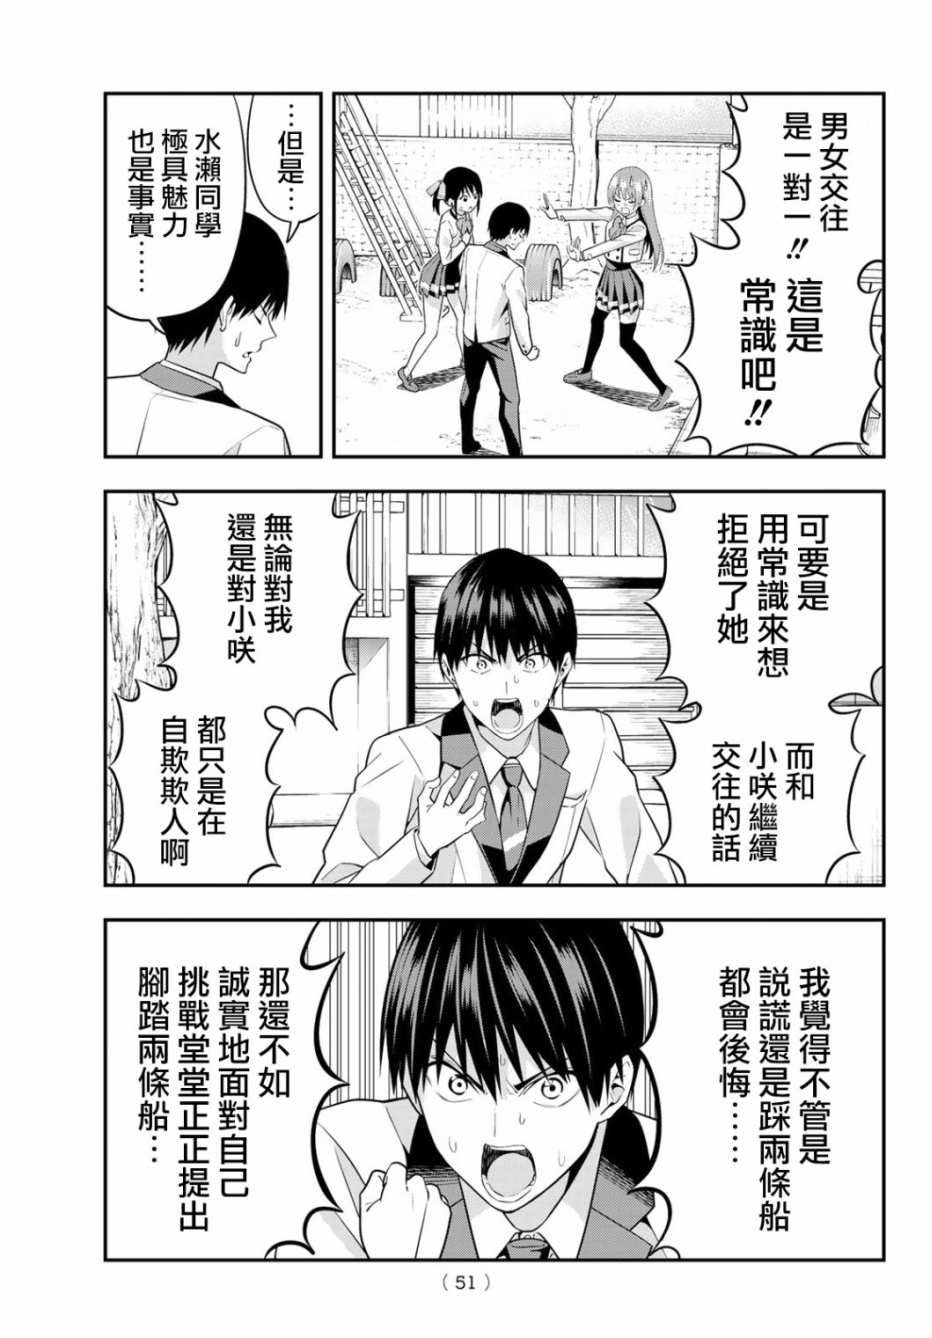 男女交往
是一對一!!
這是
常識吧!!
…但是…
水瀨同學
極具魅力
也是事實……
可要是
用常識來想
拒絕了她
而和
小咲繼續
交往的話
無論對我
還是對小咲
都只是在
自欺欺人啊
我覺得不管是
説謊還是踩兩條船
都會後悔……
那還不如
誠實地面對自己
挑戰堂堂正正提出
腳踏兩條船…
（51）